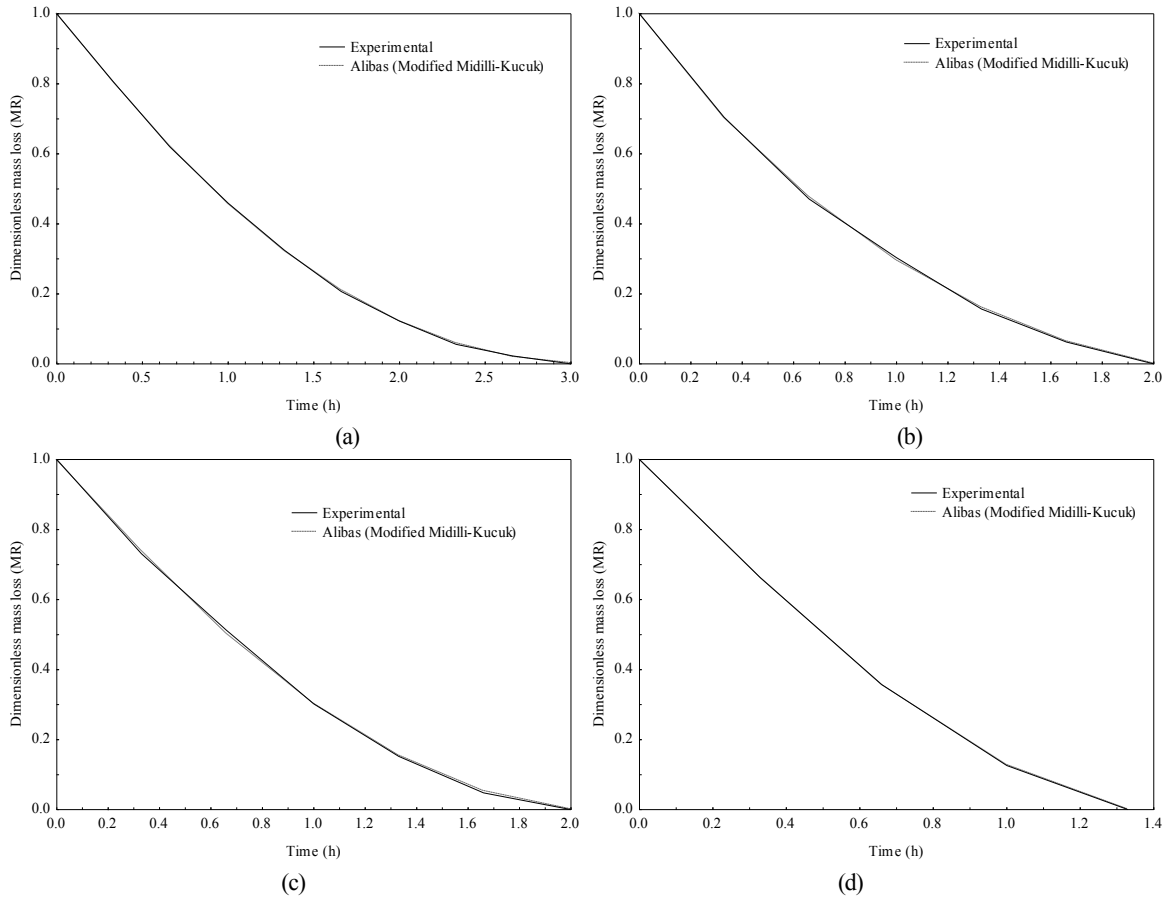 1.0
0.8
0.6
0.4
0.2
0.0
Dimensionless mass loss (MR)
Experimental
Alibas (Modified Midilli-Kucuk)
0.0 0.5 1.0 1.5 2.0 2.5 3.0
Time (h)
(a)
1.0
0.8
0.6
0.4
0.2
0.0
Dimensionless mass loss (MR)
Experimental
Alibas (Modified Midilli-Kucuk)
0.0 0.2 0.4 0.6 0.8 1.0 1.2 1.4 1.6 1.8 2.0
Time (h)
(b)
1.0
0.8
0.6
0.4
0.2
0.0
Dimensionless mass loss (MR)
Experimental
Alibas (Modified Midilli-Kucuk)
0.0 0.2 0.4 0.6 0.8 1.0 1.2 1.4 1.6 1.8 2.0
Time (h)
(c)
1.0
0.8
0.6
0.4
0.2
0.0
Dimensionless mass loss (MR)
Experimental
Alibas (Modified Midilli-Kucuk)
0.0 0.2 0.4 0.6 0.8 1.0 1.2 1.4
Time (h)
(d)